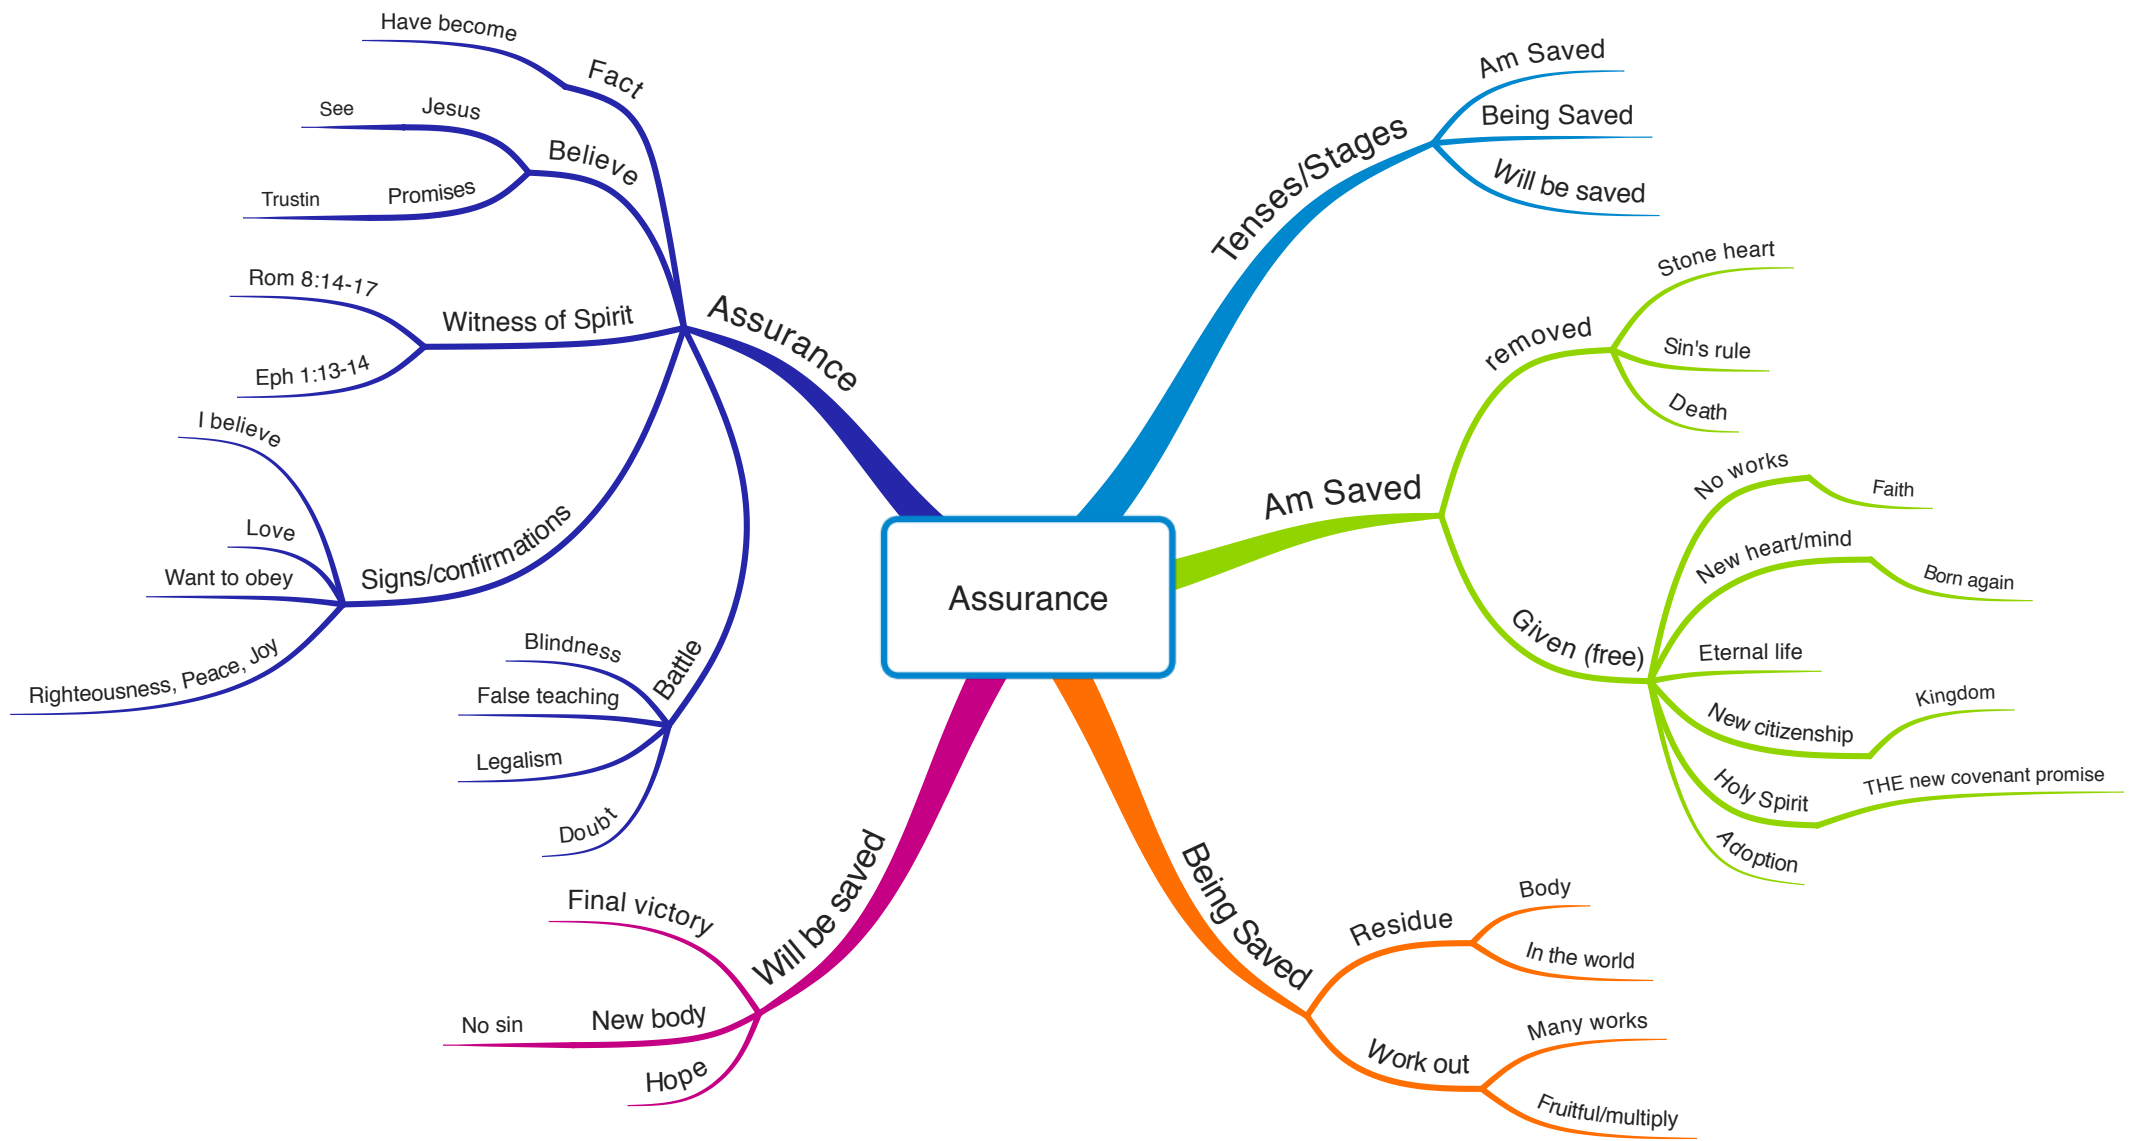 Assurance
Tenses/Stages
Am Saved
Being Saved
Will be saved
Am Saved
removed
Stone heart
Sin's rule
Death
Given (free)
No works
Faith
New heart/mind
Born again
Eternal life
New citizenship
Kingdom
Holy Spirit
THE new covenant promise
Adoption
Being Saved
Residue
Body
In the world
Work out
Many works
Fruitful/multiply
Will be saved
Final victory
New body
No sin
Hope
Assurance
Fact
Have become
Believe
Jesus
See
Promises
Trustin
Witness of Spirit
Rom 8:14-17
Eph 1:13-14
Signs/confirmations
I believe
Love
Want to obey
Righteousness, Peace, Joy
Battle
Blindness
False teaching
Legalism
Doubt